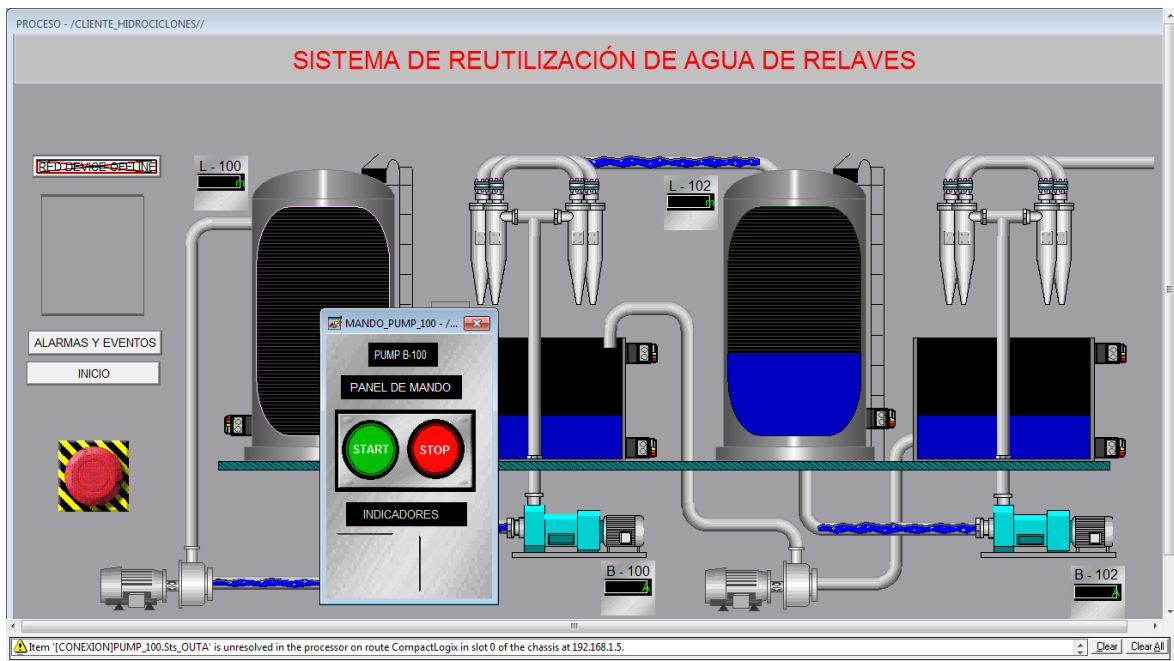 PROCESO - /CLIENTE_HIDROCICLONES//
SISTEMA DE REUTILIZACIÓN DE AGUA DE RELAVES
RED DEVICE OFFLINE
L - 100
m
L - 102
m
ALARMAS Y EVENTOS
INICIO
MANDO_PUMP_100 - /...
PUMP B-100
PANEL DE MANDO
START
STOP
INDICADORES
B - 100
A
B - 102
A
Item '[CONEXION]PUMP_100.Sts_OUTA' is unresolved in the processor on route CompactLogix in slot 0 of the chassis at 192.168.1.5.
Clear
Clear All